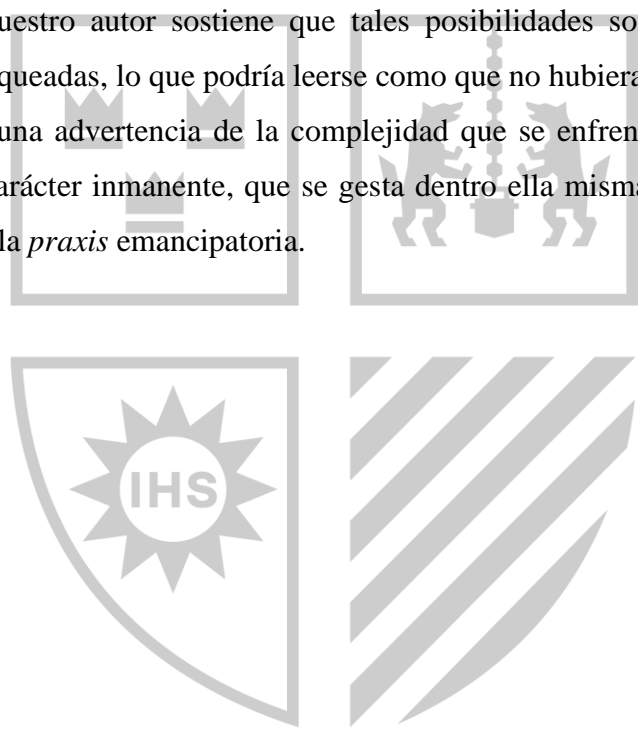 uestro autor sostiene que tales posibilidades so
queadas, lo que podría leerse como que no hubiera
una advertencia de la complejidad que se enfren
arácter inmanente, que se gesta dentro ella misma
la praxis emancipatoria.
IHS